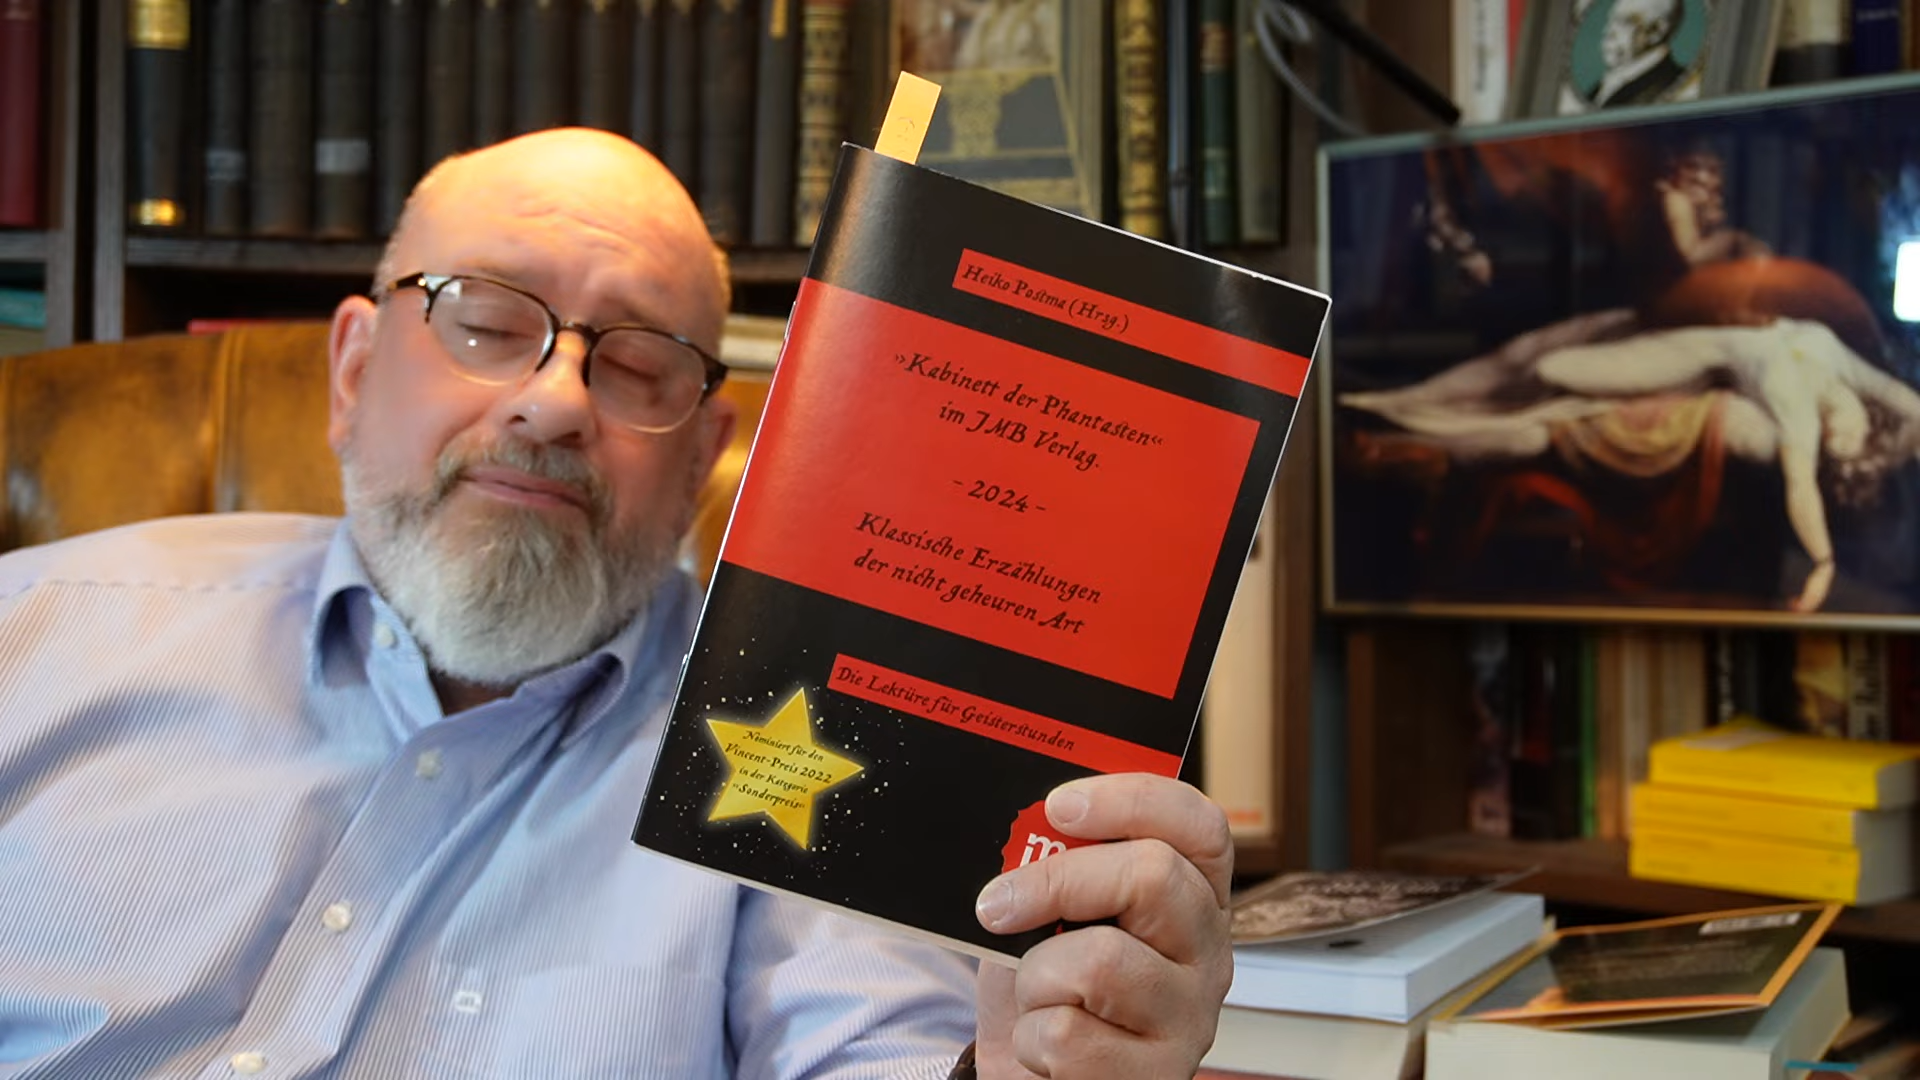 Heiko Postma (Hrsg.)
»Kabinett der Phantasten«
im JMB Verlag.
- 2024 -
Klassische Erzählungen
der nicht geheuren Art
Die Lektüre für Geisterstunden
Nominiert für den
Vincent-Preis 2022
in der Kategorie
"Sonderpreis"